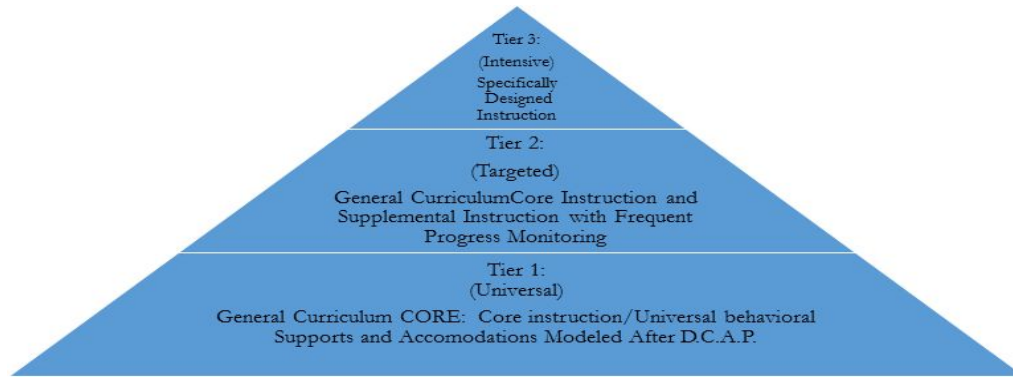 Tier 3:
(Intensive)
Specifically
Designed
Instruction
Tier 2:
(Targeted)
General CurriculumCore Instruction and
Supplemental Instruction with Frequent
Progress Monitoring
Tier 1:
(Universal)
General Curriculum CORE: Core instruction/Universal behavioral
Supports and Accomodations Modeled After D.C.A.P.